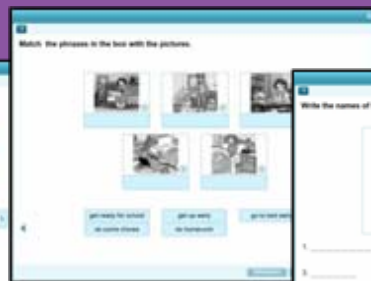 Match the phrases in the box with the pictures.
Write the names of
get ready for school
get up early
go to bed
do some chores
do homework
1.
2.